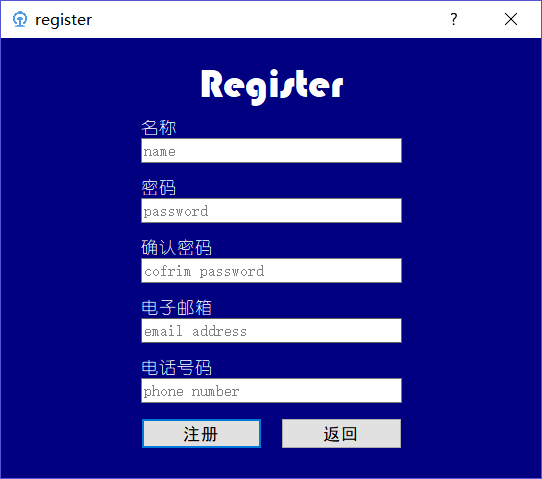 register
Register
名称
name
密码
password
确认密码
cofrim password
电子邮箱
email address
电话号码
phone number
注册 返回